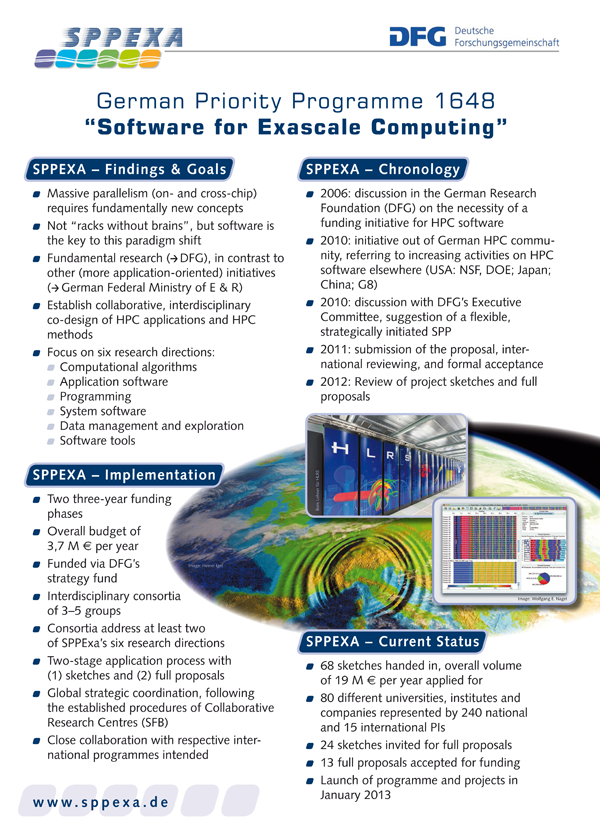 SPPEXA
DFG
Deutsche
Forschungsgemeinschaft
German Priority Programme 1648
“Software for Exascale Computing”
SPPEXA – Findings & Goals
Massive parallelism (on- and cross-chip)
requires fundamentally new concepts
Not “racks without brains”, but software is
the key to this paradigm shift
Fundamental research (→DFG), in contrast to
other (more application-oriented) initiatives
(→German Federal Ministry of E & R)
Establish collaborative, interdisciplinary
co-design of HPC applications and HPC
methods
Focus on six research directions:
Computational algorithms
Application software
Programming
System software
Data management and exploration
Software tools
SPPEXA – Implementation
Two three-year funding
phases
Overall budget of
3,7 M € per year
Funded via DFG’s
strategy fund
Interdisciplinary consortia
of 3–5 groups
Consortia address at least two
of SPPExa’s six research directions
Two-stage application process with
(1) sketches and (2) full proposals
Global strategic coordination, following
the established procedures of Collaborative
Research Centres (SFB)
Close collaboration with respective inter-
national programmes intended
www.sppexa.de
SPPEXA – Chronology
2006: discussion in the German Research
Foundation (DFG) on the necessity of a
funding initiative for HPC software
2010: initiative out of German HPC commu-
nity, referring to increasing activities on HPC
software elsewhere (USA: NSF, DOE; Japan;
China; G8)
2010: discussion with DFG’s Executive
Committee, suggestion of a flexible,
strategically initiated SPP
2011: submission of the proposal, inter-
national reviewing, and formal acceptance
2012: Review of project sketches and full
proposals
H L R S
Image: Wolfgang E. Nagel
SPPEXA – Current Status
68 sketches handed in, overall volume
of 19 M € per year applied for
80 different universities, institutes and
companies represented by 240 national
and 15 international PIs
24 sketches invited for full proposals
13 full proposals accepted for funding
Launch of programme and projects in
January 2013